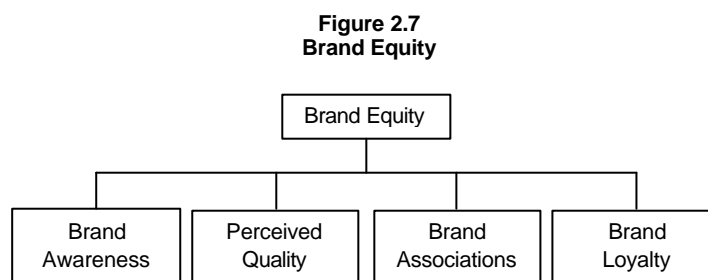 Figure 2.7
Brand Equity
Brand Equity
Brand
Awareness
Perceived
Quality
Brand
Associations
Brand
Loyalty